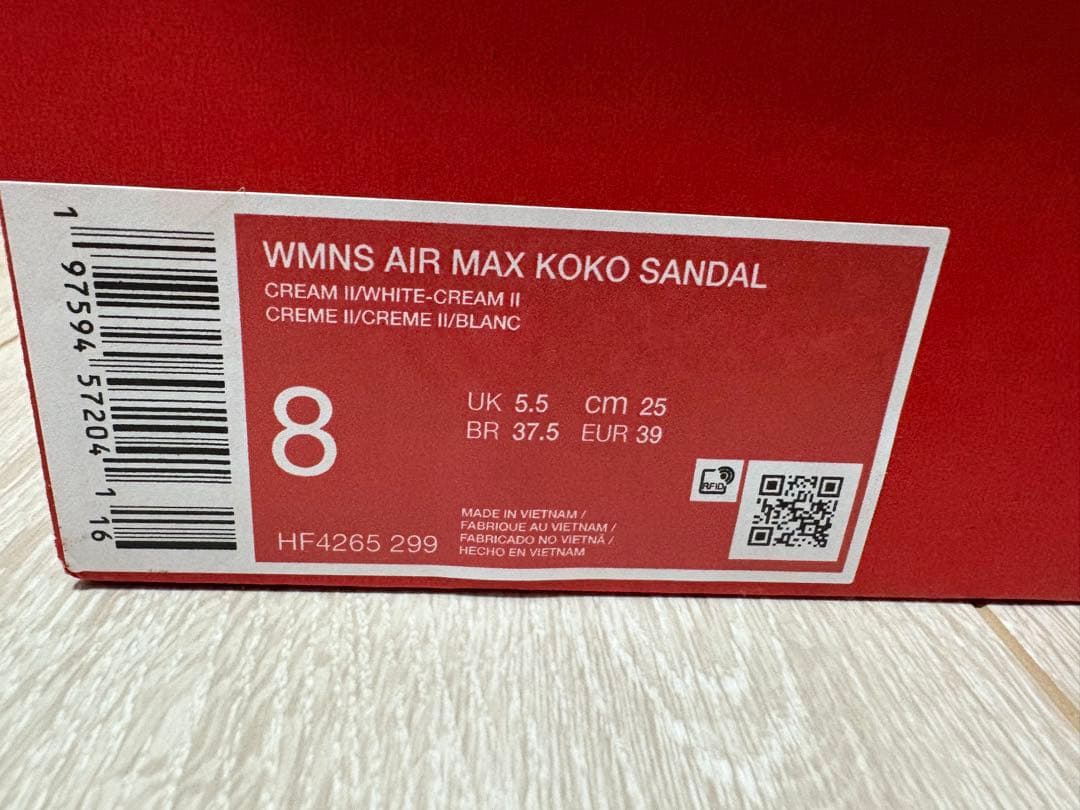 WMNS AIR MAX KOKO SANDAL
CREAM II/WHITE-CREAM II
CREME II/CREME II/BLANC
8
UK 5.5 cm 25
BR 37.5 EUR 39
RFID
MADE IN VIETNAM /
FABRIQUE AU VIETNAM /
FABRICADO NO VIETNÃ /
HECHO EN VIETNAM
HF4265 299
1 97594 57204 1 16